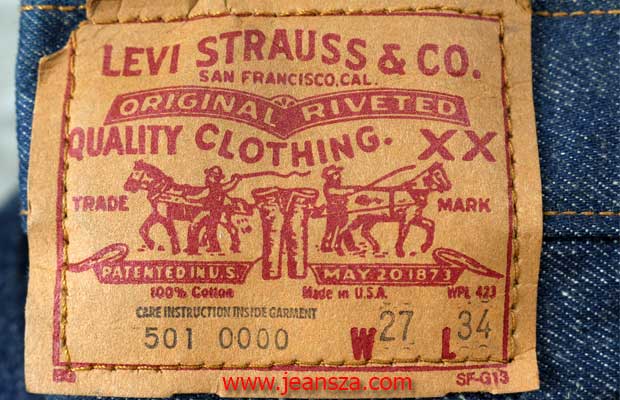 LEVI STRAUSS & CO.
SAN FRANCISCO, CAL.
ORIGINAL RIVETED
QUALITY CLOTHING. XX
TRADE MARK
PATENTED IN U.S. MAY 20 1873
100% Cotton Made in U.S.A. WPL 423
CARE INSTRUCTION INSIDE GARMENT
501 0000 W 27 L 34
SF-G13
www.jeansza.com